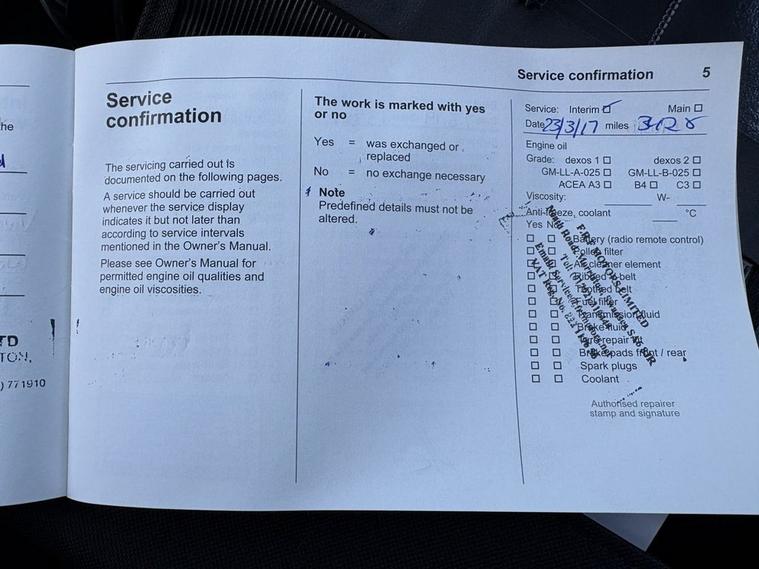 the
TD
TON,
) 771910
Service confirmation 5
Service
confirmation
The servicing carried out is
documented on the following pages.
A service should be carried out
whenever the service display
indicates it but not later than
according to service intervals
mentioned in the Owner's Manual.
Please see Owner's Manual for
permitted engine oil qualities and
engine oil viscosities.
The work is marked with yes
or no
Yes = was exchanged or
replaced
No = no exchange necessary
Note
Predefined details must not be
altered.
Service: Interim ☑ Main ☐
Date 23/3/17 miles
Engine oil
Grade: dexos 1 ☐ dexos 2 ☐
GM-LL-A-025 ☐ GM-LL-B-025 ☐
ACEA A3 ☐ B4 ☐ C3 ☐
Viscosity: W-
Anti-freeze, coolant °C
Yes No
☐ ☐ Battery (radio remote control)
☐ ☐ Pollen filter
☐ ☐ Air cleaner element
☐ ☐ Ribbed v-belt
☐ ☐ Toothed belt
☐ ☐ Fuel filter
☐ ☐ Transmission fluid
☐ ☐ Brake fluid
☐ ☐ Tyre repair kit
☐ ☐ Brake pads front / rear
☐ ☐ Spark plugs
☐ ☐ Coolant
MOTORS LIMITED
Authorised repairer
stamp and signature